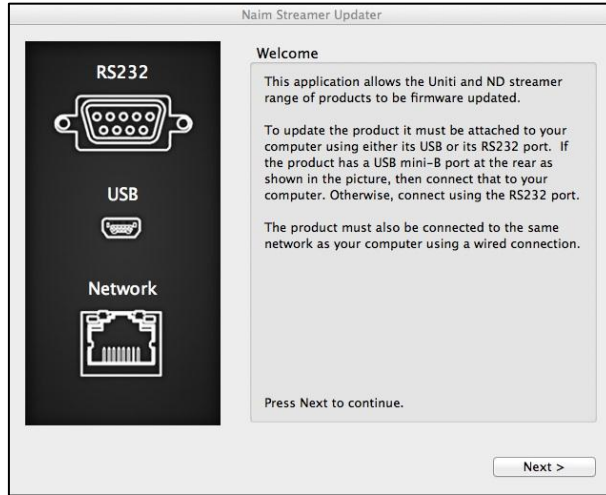 Naim Streamer Updater
RS232
USB
Network
Welcome
This application allows the Uniti and ND streamer
range of products to be firmware updated.
To update the product it must be attached to your
computer using either its USB or its RS232 port.  If
the product has a USB mini-B port at the rear as
shown in the picture, then connect that to your
computer. Otherwise, connect using the RS232 port.
The product must also be connected to the same
network as your computer using a wired connection.
Press Next to continue.
Next >